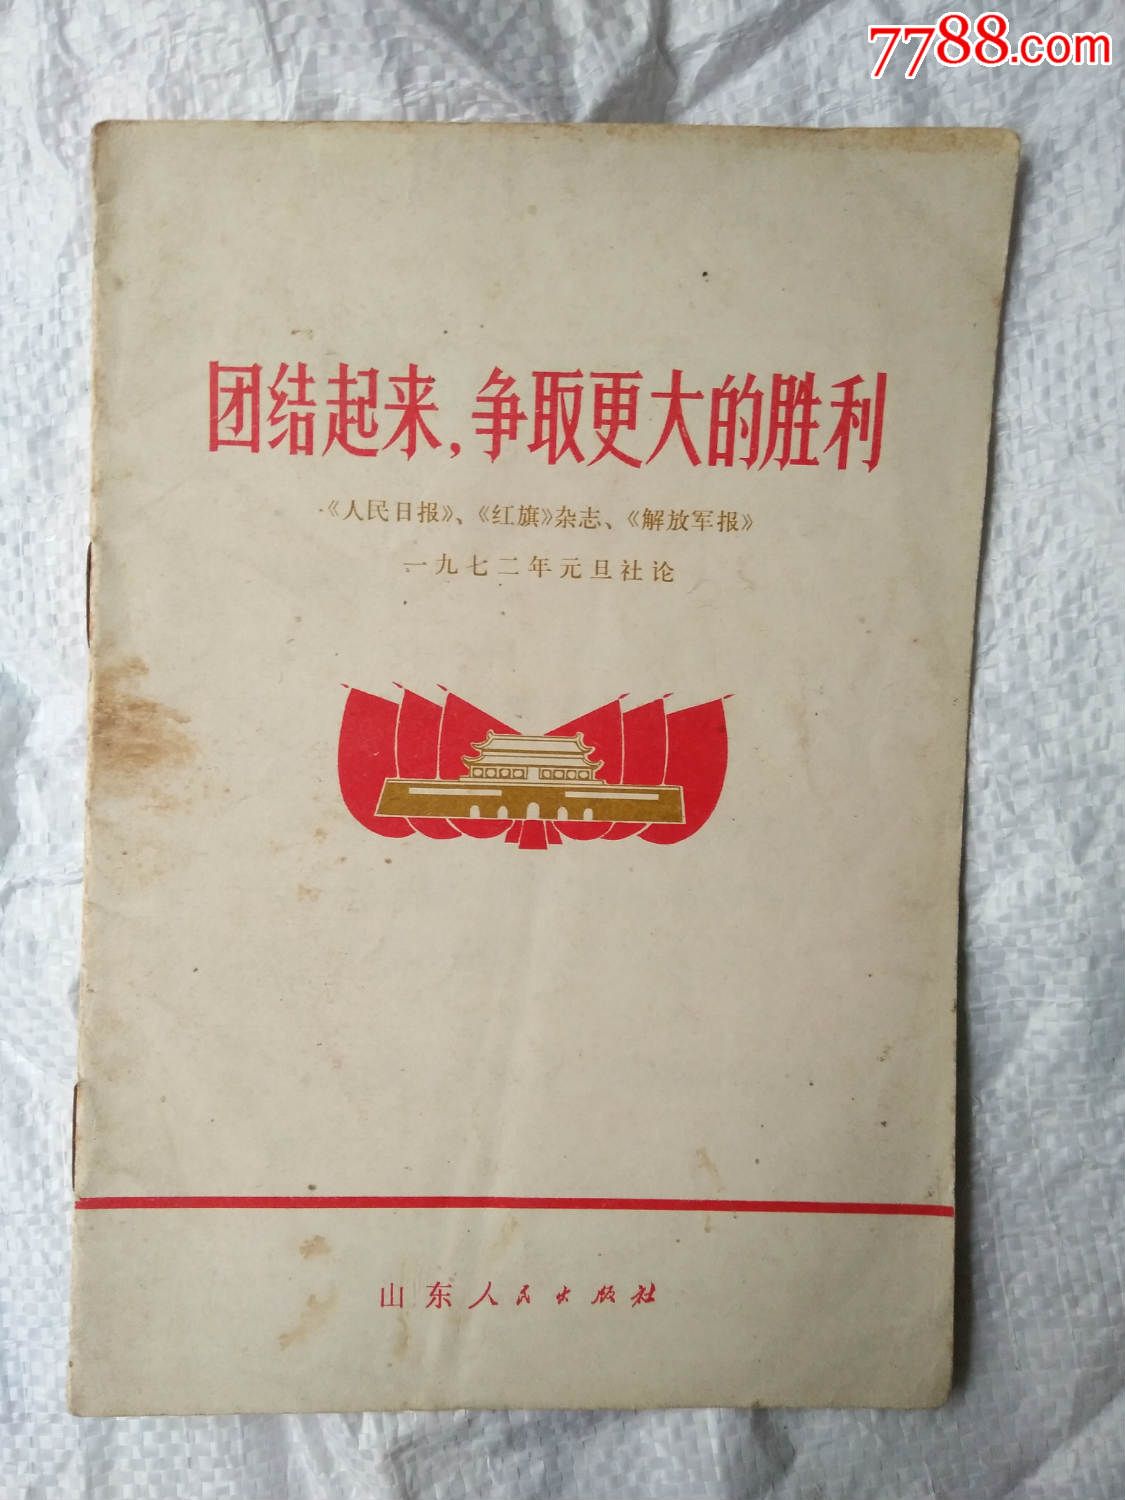 7788.com
团结起来，争取更大的胜利
《人民日报》、《红旗》杂志、《解放军报》
一九七二年元旦社论
山东人民出版社